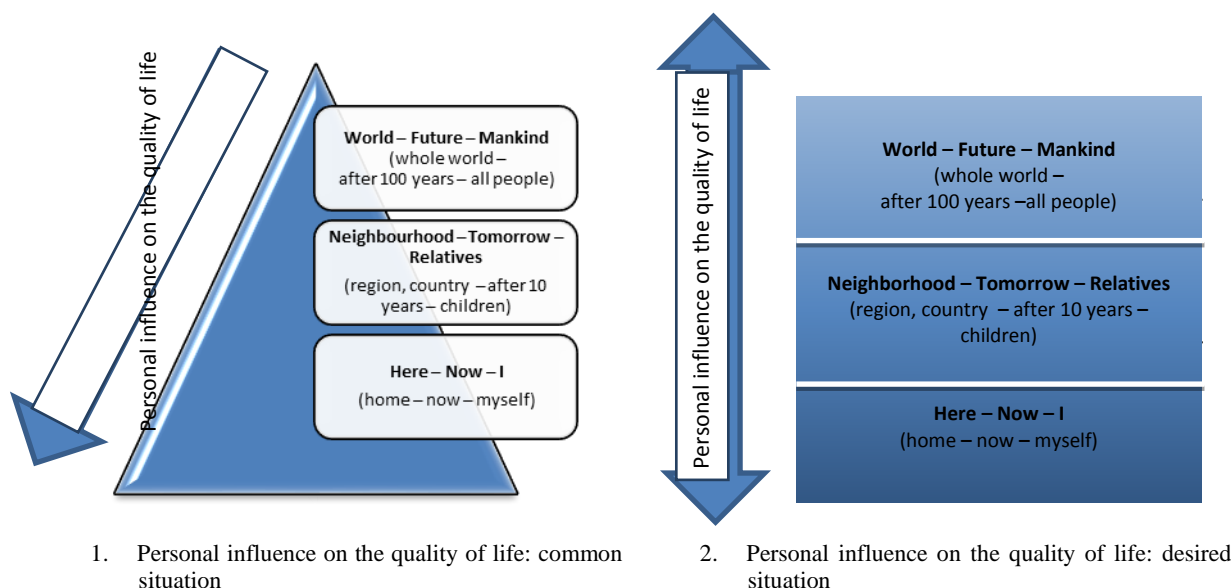 Personal influence on the quality of life
World – Future – Mankind
(whole world –
after 100 years – all people)
Neighbourhood – Tomorrow –
Relatives
(region, country – after 10
years – children)
Here – Now – I
(home – now – myself)
1. Personal influence on the quality of life: common
situation
Personal influence on the quality of life
World – Future – Mankind
(whole world –
after 100 years –all people)
Neighborhood – Tomorrow – Relatives
(region, country – after 10 years –
children)
Here – Now – I
(home – now – myself)
2. Personal influence on the quality of life: desired
situation